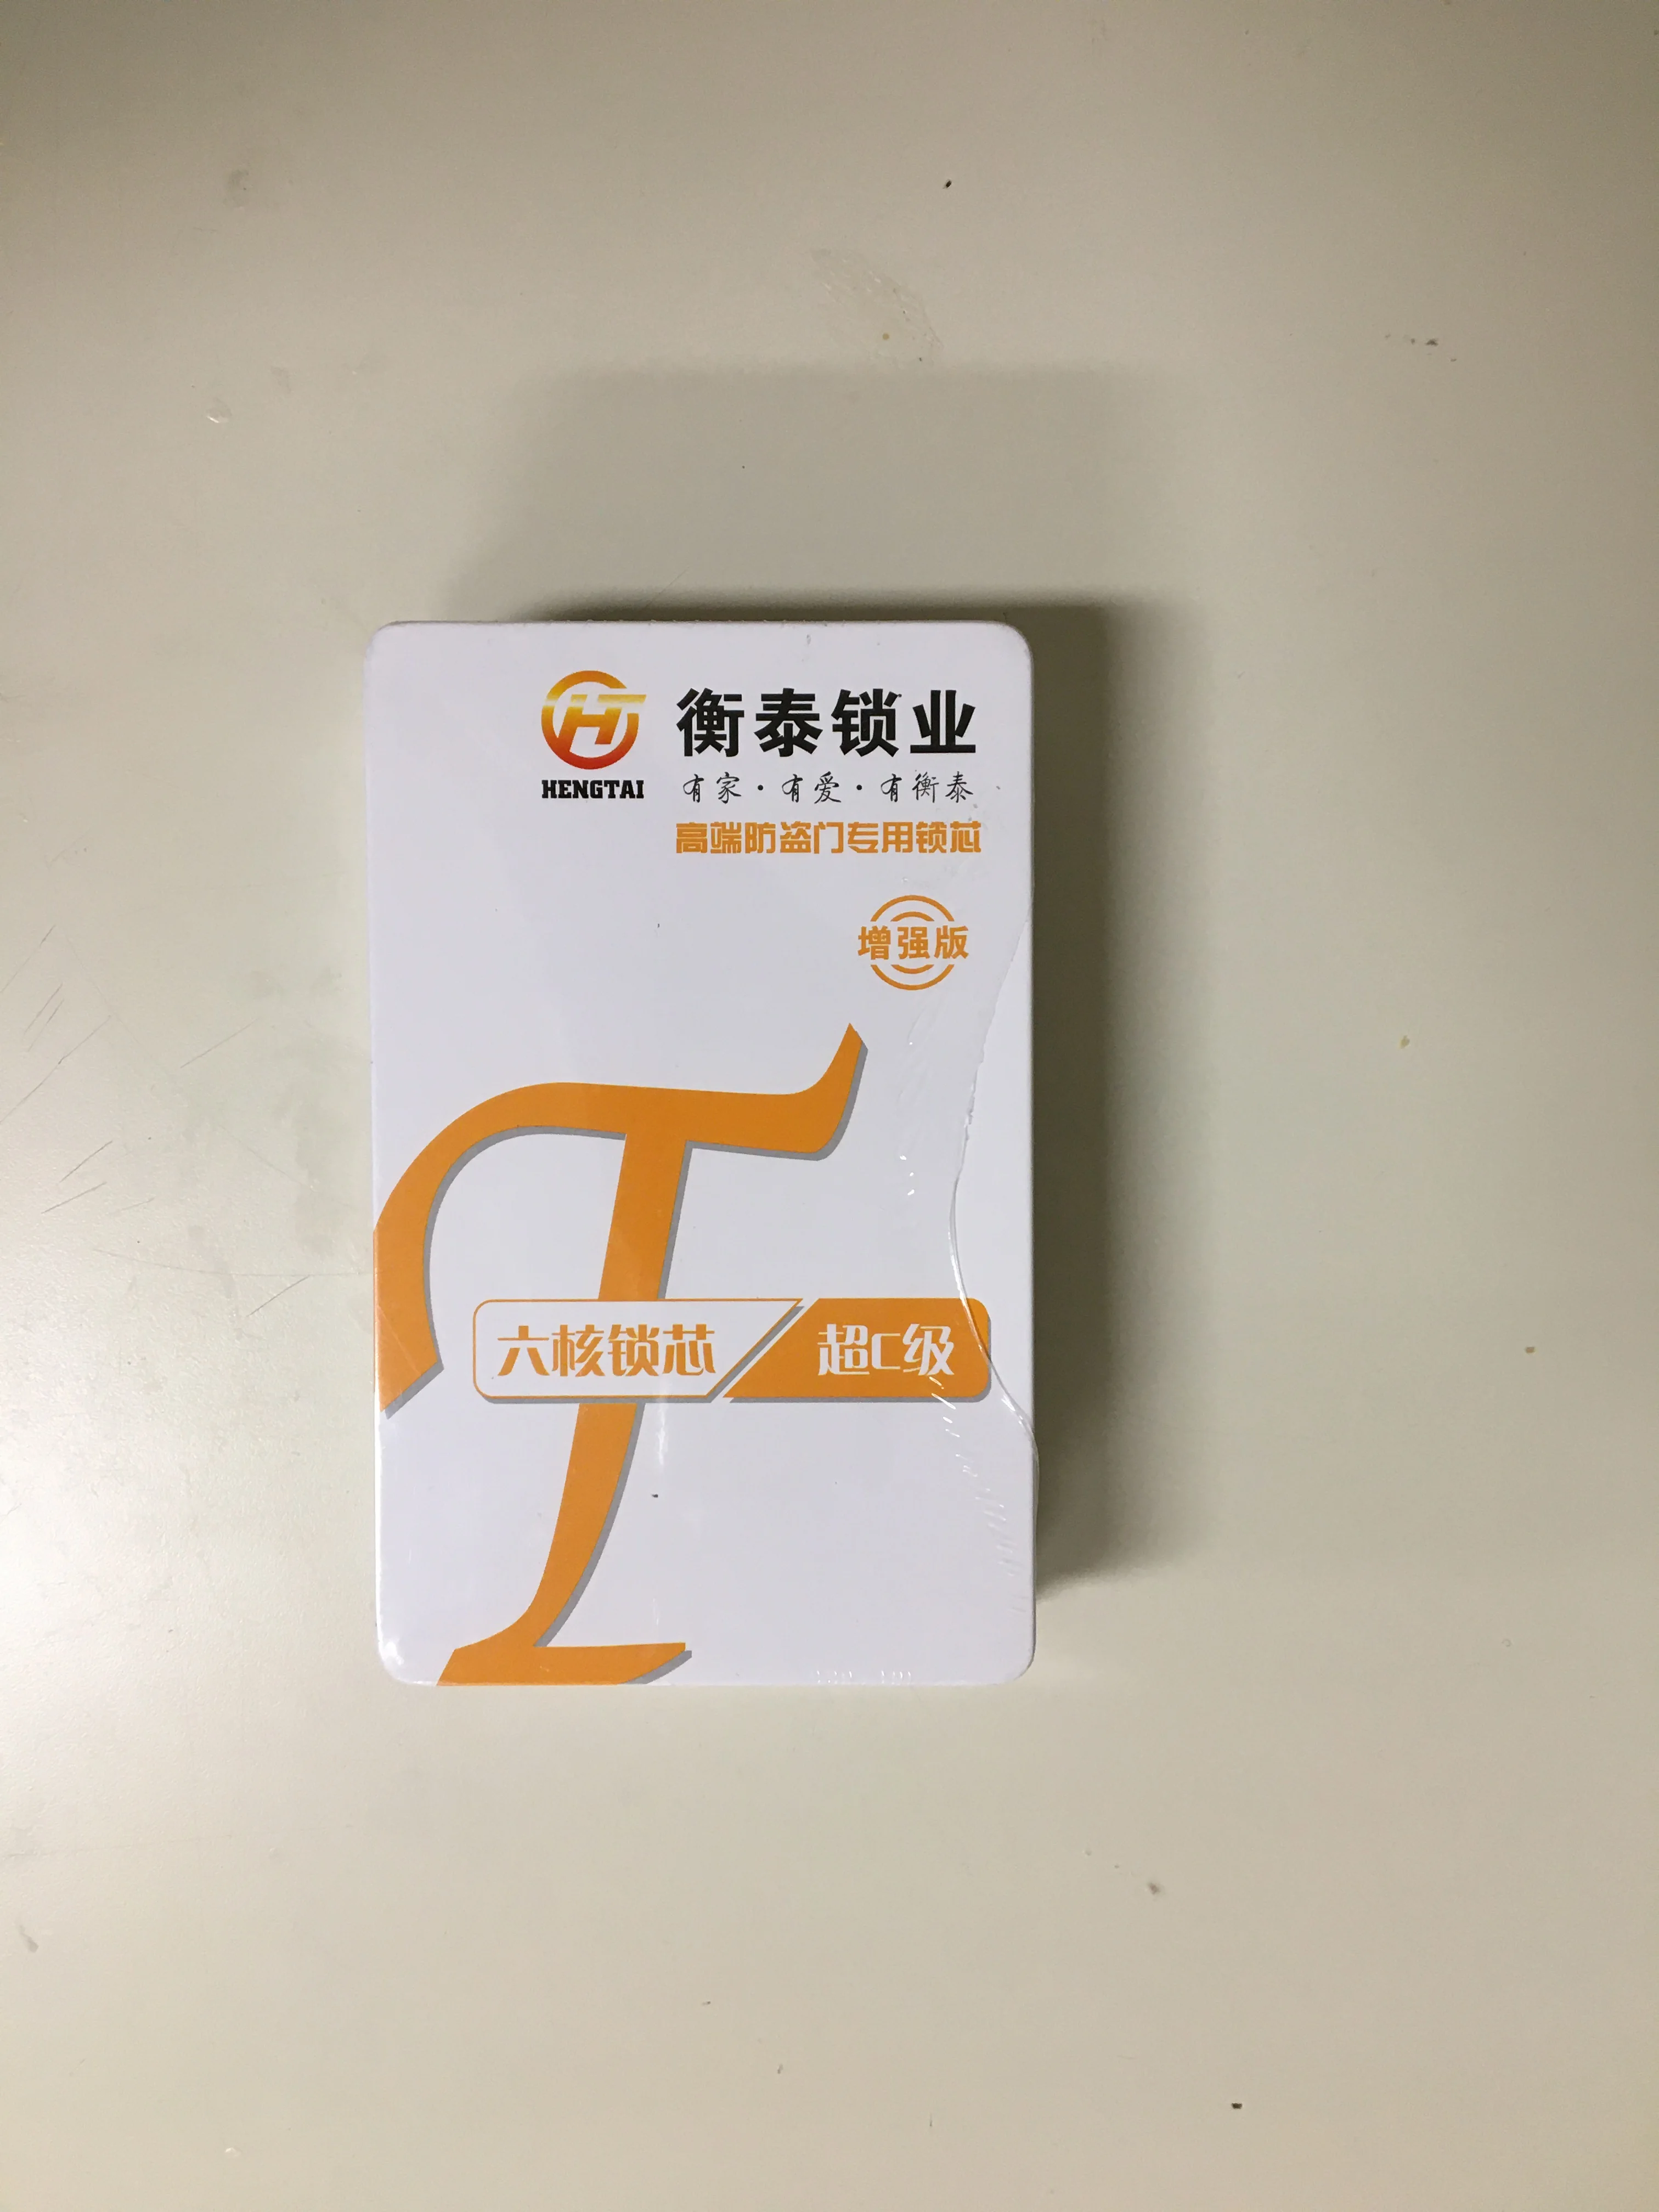 HT
HENGTAI
衡泰锁业
有家·有爱·有衡泰
高端防盗门专用锁芯
增强版
T
六核锁芯
超C级